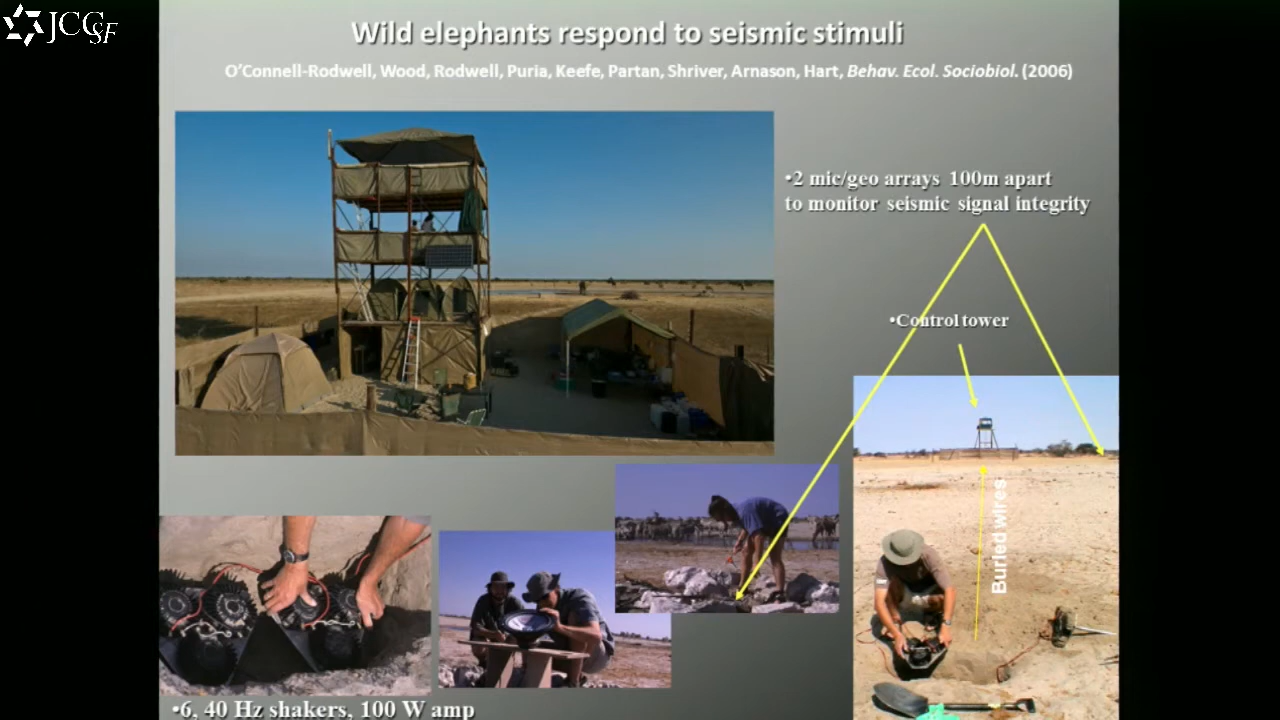 JCCSF
Wild elephants respond to seismic stimuli
O'Connell-Rodwell, Wood, Rodwell, Puria, Keefe, Partan, Shriver, Arnason, Hart, Behav. Ecol. Sociobiol. (2006)
•2 mic/geo arrays 100m apart
to monitor seismic signal integrity
•Control tower
Buried wires
•6, 40 Hz shakers, 100 W amp